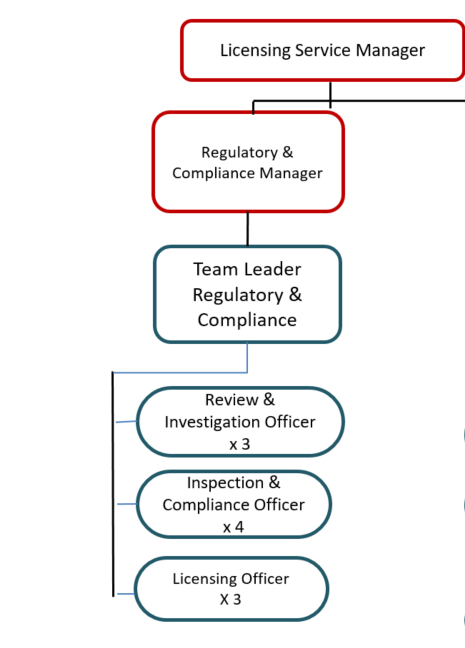 Licensing Service Manager
Regulatory &
Compliance Manager
Team Leader
Regulatory &
Compliance
Review &
Investigation Officer
x 3
Inspection &
Compliance Officer
x 4
Licensing Officer
X 3